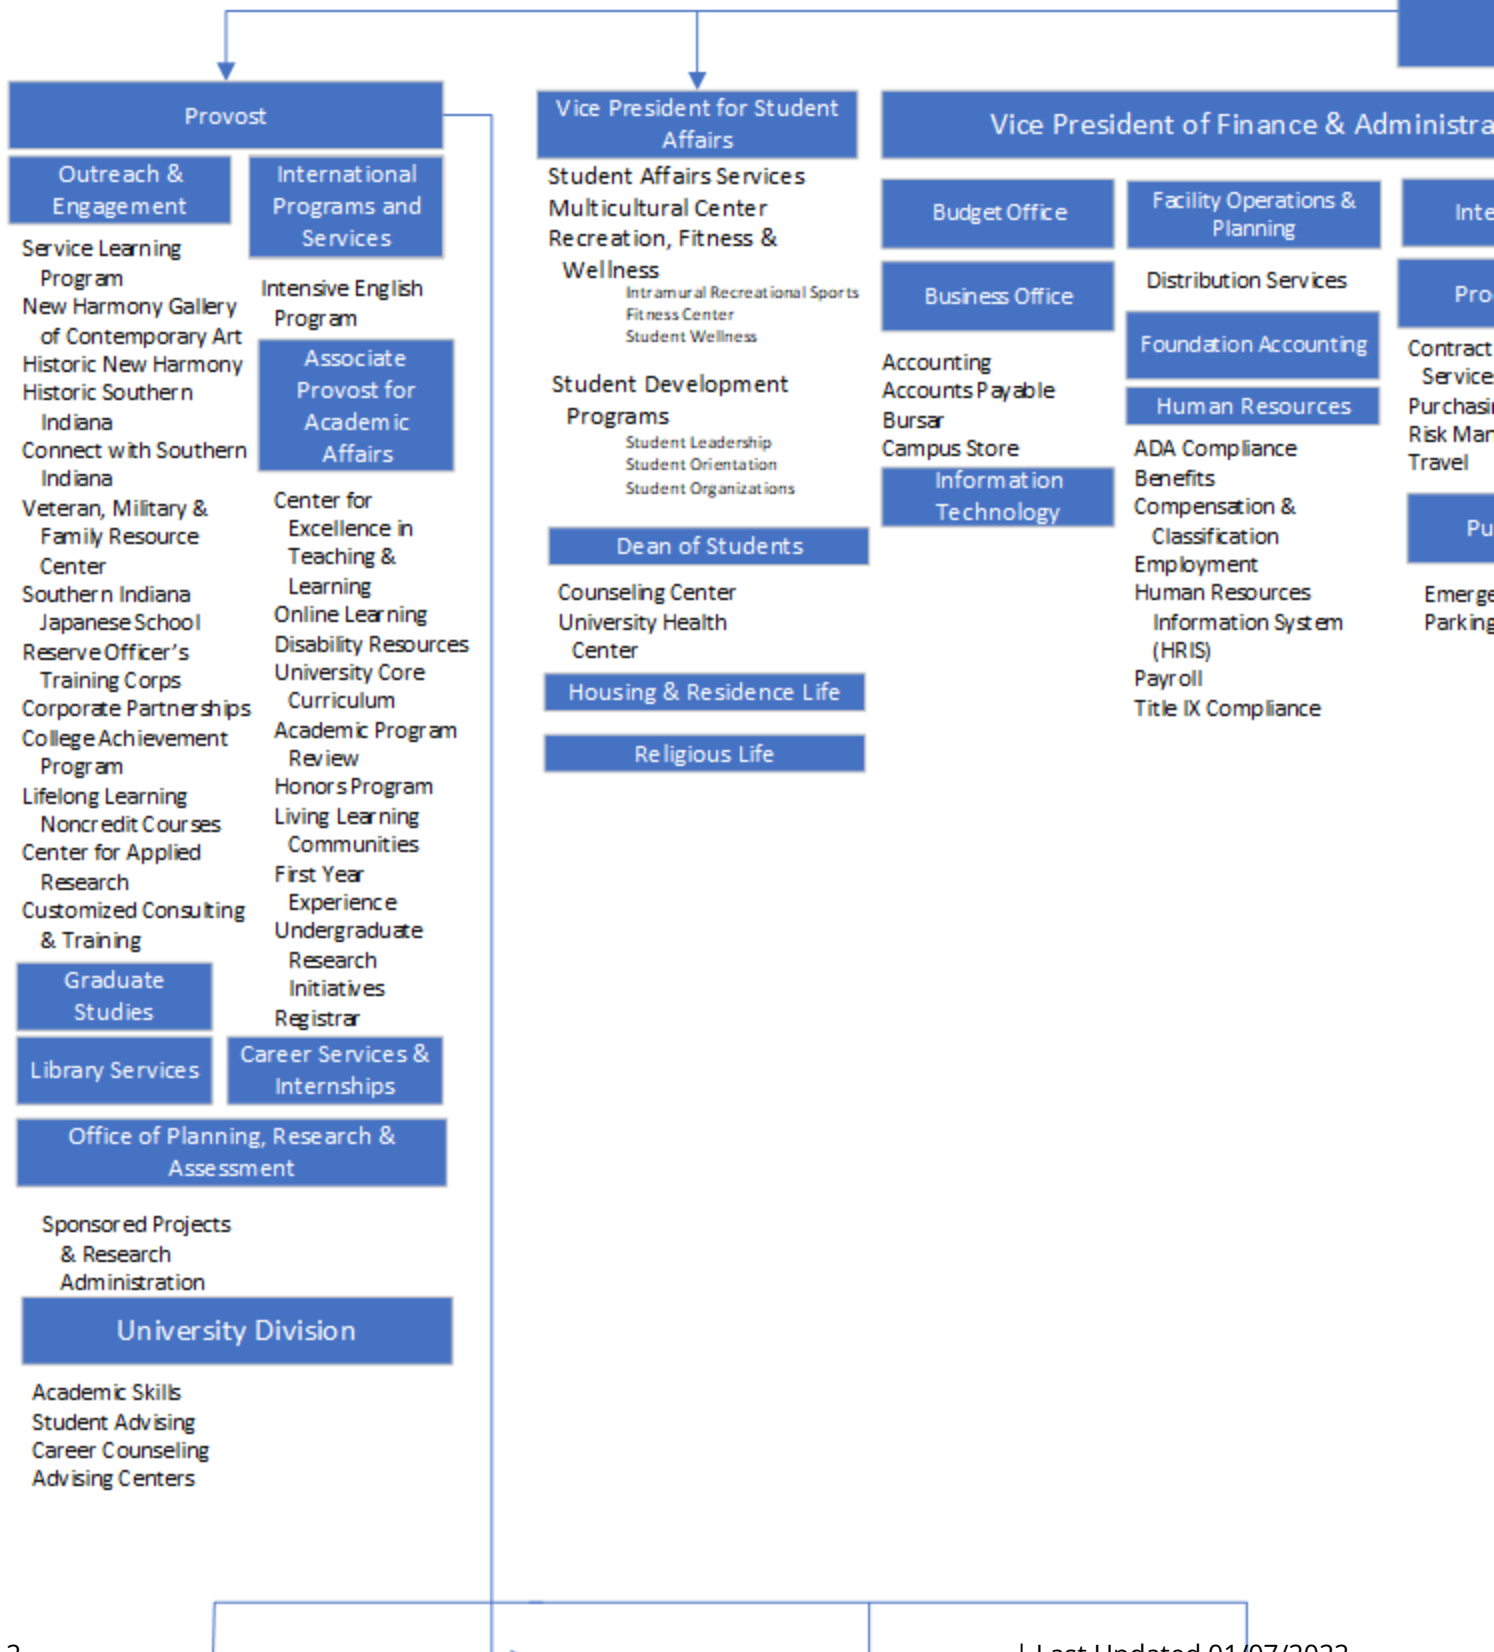 Provost
Outreach &
Engagement
Service Learning
Program
New Harmony Gallery
of Contemporary Art
Historic New Harmony
Historic Southern
Indiana
Connect with Southern
Indiana
Veteran, Military &
Family Resource
Center
Southern Indiana
Japanese School
Reserve Officer's
Training Corps
Corporate Partnerships
College Achievement
Program
Lifelong Learning
Noncredit Courses
Center for Applied
Research
Customized Consulting
& Training
Graduate
Studies
Library Services
International
Programs and
Services
Intensive English
Program
Associate
Provost for
Academic
Affairs
Center for
Excellence in
Teaching &
Learning
Online Learning
Disability Resources
University Core
Curriculum
Academic Program
Review
Honors Program
Living Learning
Communities
First Year
Experience
Undergraduate
Research
Initiatives
Registrar
Career Services &
Internships
Office of Planning, Research &
Assessment
Sponsored Projects
& Research
Administration
University Division
Academic Skills
Student Advising
Career Counseling
Advising Centers
Vice President for Student
Affairs
Student Affairs Services
Multicultural Center
Recreation, Fitness &
Wellness
Intramural Recreational Sports
Fitness Center
Student Wellness
Student Development
Programs
Student Leadership
Student Orientation
Student Organizations
Dean of Students
Counseling Center
University Health
Center
Housing & Residence Life
Religious Life
Vice President of Finance & Administra
Budget Office
Business Office
Accounting
Accounts Payable
Bursar
Campus Store
Information
Technology
Facility Operations &
Planning
Distribution Services
Foundation Accounting
Human Resources
ADA Compliance
Benefits
Compensation &
Classification
Employment
Human Resources
Information System
(HRIS)
Payroll
Title IX Compliance
Inte
Pro
Contract
Services
Purchasin
Risk Man
Travel
Pu
Emerge
Parking
| Last Updated 01/07/2022